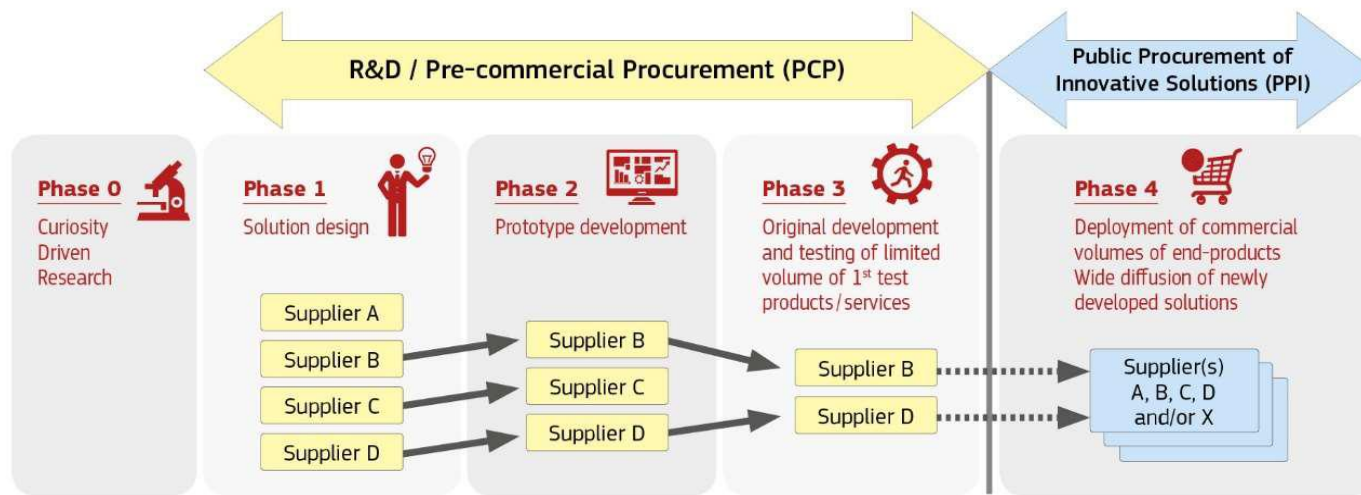 R&D / Pre-commercial Procurement (PCP)
Public Procurement of
Innovative Solutions (PPI)
Phase 0
Curiosity
Driven
Research
Phase 1
Solution design
Supplier A
Supplier B
Supplier C
Supplier D
Phase 2
Prototype development
Supplier B
Supplier C
Supplier D
Phase 3
Original development
and testing of limited
volume of 1st test
products/services
Supplier B
Supplier D
Phase 4
Deployment of commercial
volumes of end-products
Wide diffusion of newly
developed solutions
Supplier(s)
A, B, C, D
and/or X